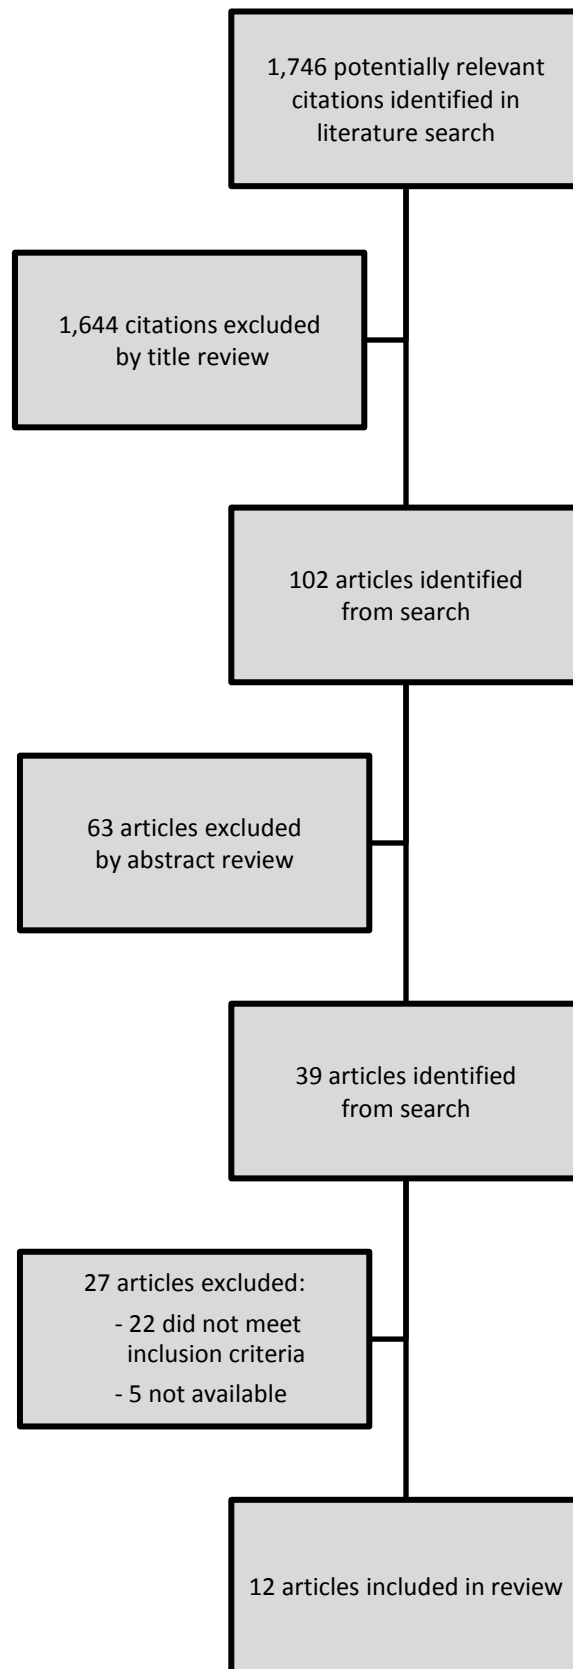 1,746 potentially relevant
citations identified in
literature search
1,644 citations excluded
by title review
102 articles identified
from search
63 articles excluded
by abstract review
39 articles identified
from search
27 articles excluded:
- 22 did not meet
inclusion criteria
- 5 not available
12 articles included in review